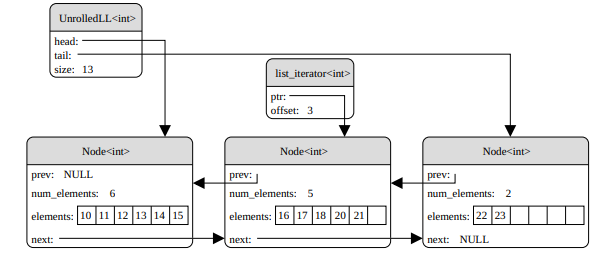 UnrolledLL<int>
head:
tail:
size: 13
list_iterator<int>
ptr:
offset: 3
Node<int>
prev: NULL
num_elements: 6
elements: 10 11 12 13 14 15
next:
Node<int>
prev:
num_elements: 5
elements: 16 17 18 20 21
next:
Node<int>
prev:
num_elements: 2
elements: 22 23
next: NULL